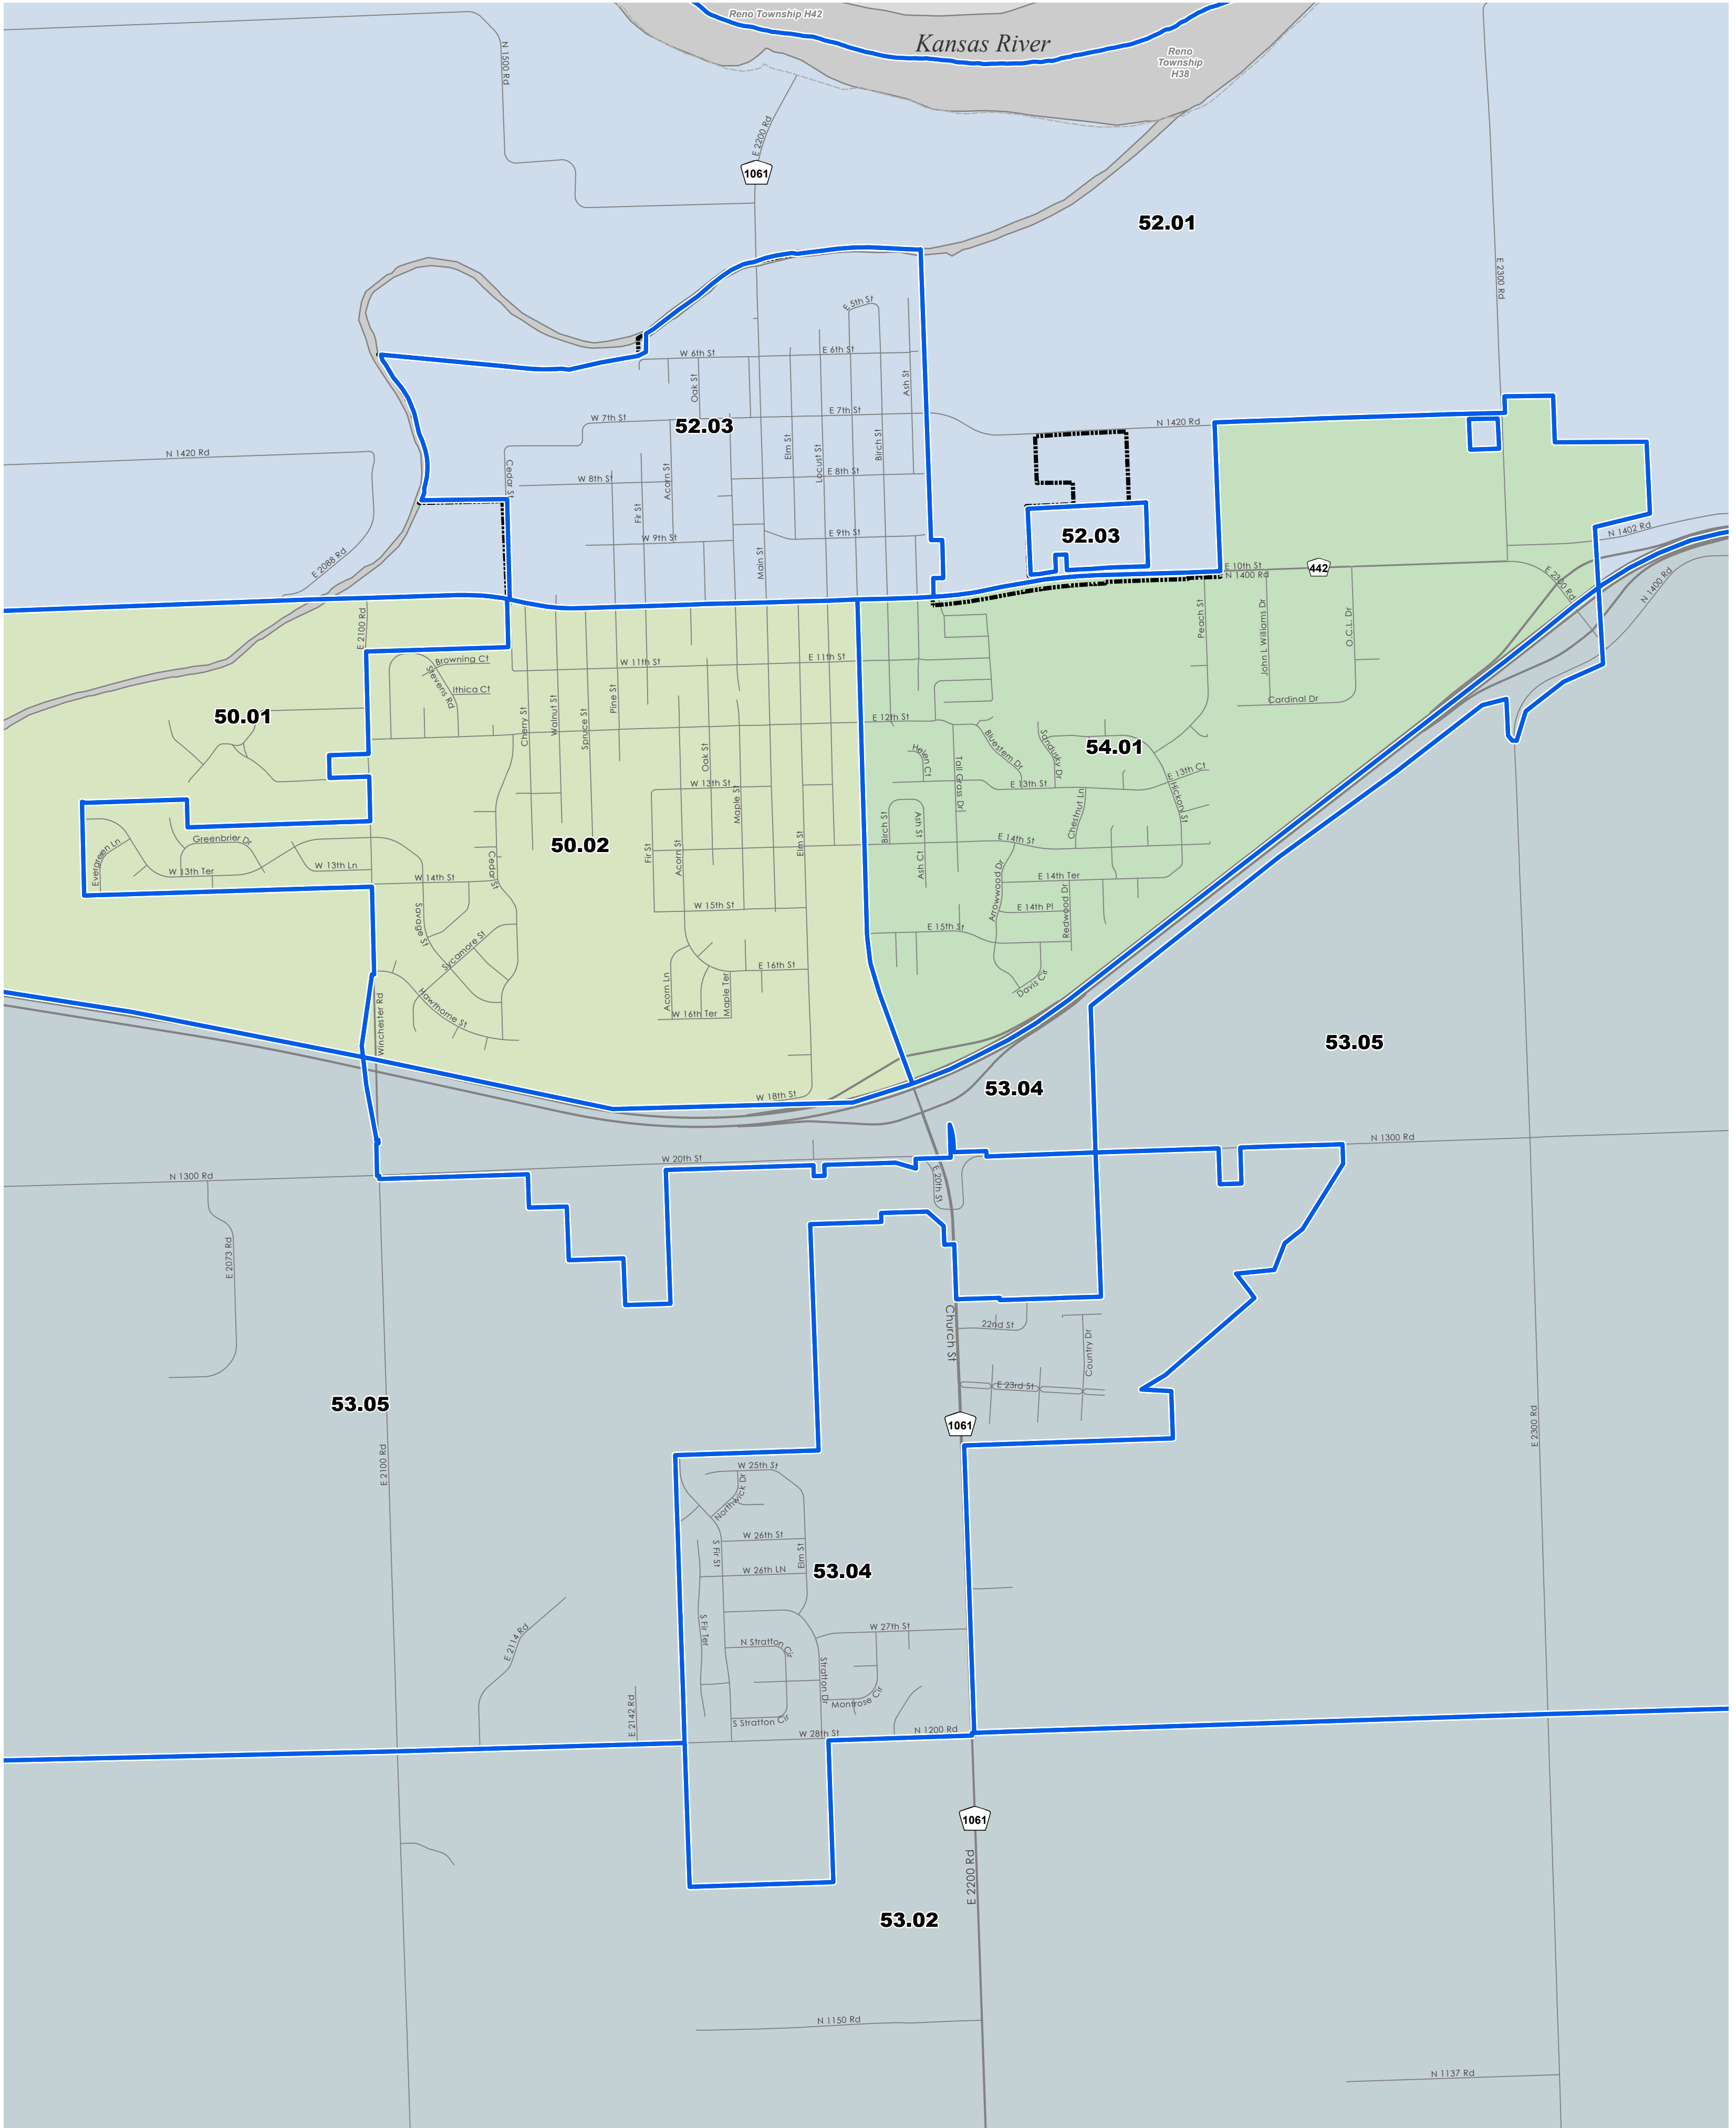 Reno Township H42
Kansas River
Reno
Township
H38
N 1500 Rd
E 2200 Rd
1061
52.01
E 2300 Rd
E 5th St
W 6th St
E 6th St
Oak St
Ash St
W 7th St
E 7th St
52.03
N 1420 Rd
N 1420 Rd
Elm St
Locust St
Birch St
Cedar St
Acorn St
W 8th St
E 8th St
Fir St
W 9th St
E 9th St
Main St
52.03
N 1402 Rd
E 2088 Rd
E 10th St
N 1400 Rd
442
E 2300 Rd
N 1400 Rd
E 2100 Rd
Peach St
John L Williams Dr
O.C.L. Dr
Browning Ct
Stevens Rd
Ithica Ct
W 11th St
E 11th St
Cardinal Dr
50.01
Cherry St
Walnut St
Spruce St
Pine St
E 12th St
Oak St
Helen Ct
Bluestem Dr
Sandusky Dr
54.01
Tall Grass Dr
E 13th Ct
W 13th St
E 13th St
Maple St
Hickory St
Chestnut Ln
Birch St
Ash St
Evergreen Ln
Greenbrier Dr
50.02
Elm St
E 14th St
Fir St
Acorn St
Ash Ct
W 13th Ln
W 13th Ter
Cedar St
W 14th St
E 14th Ter
Arrowwood Dr
Redwood Dr
E 14th Pl
W 15th St
E 15th St
Savage St
Sycamore St
E 16th St
Acorn Ln
Maple Ter
Davis Cir
Hawthorne St
W 16th Ter
Winchester Rd
53.05
W 18th St
53.04
N 1300 Rd
W 20th St
N 1300 Rd
E 20th St
E 2073 Rd
Church St
22nd St
Country Dr
E 23rd St
53.05
1061
E 2100 Rd
E 2300 Rd
W 25th St
Northwick Dr
W 26th St
S Fir St
Elm St
53.04
W 26th LN
S Fir Ter
W 27th St
E 2114 Rd
N Stratton Cir
Stratton Dr
Montrose Cir
E 2142 Rd
S Stratton Cir
W 28th St
N 1200 Rd
1061
E 2200 Rd
53.02
N 1150 Rd
N 1137 Rd